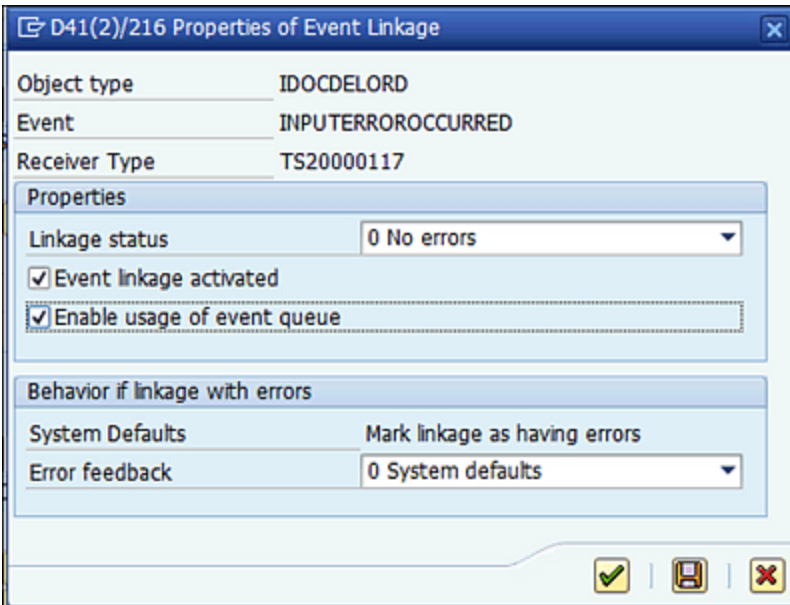 D41(2)/216 Properties of Event Linkage
Object type IDOCDELORD
Event INPUTERROROCCURRED
Receiver Type TS20000117
Properties
Linkage status 0 No errors
Event linkage activated
Enable usage of event queue
Behavior if linkage with errors
System Defaults Mark linkage as having errors
Error feedback 0 System defaults